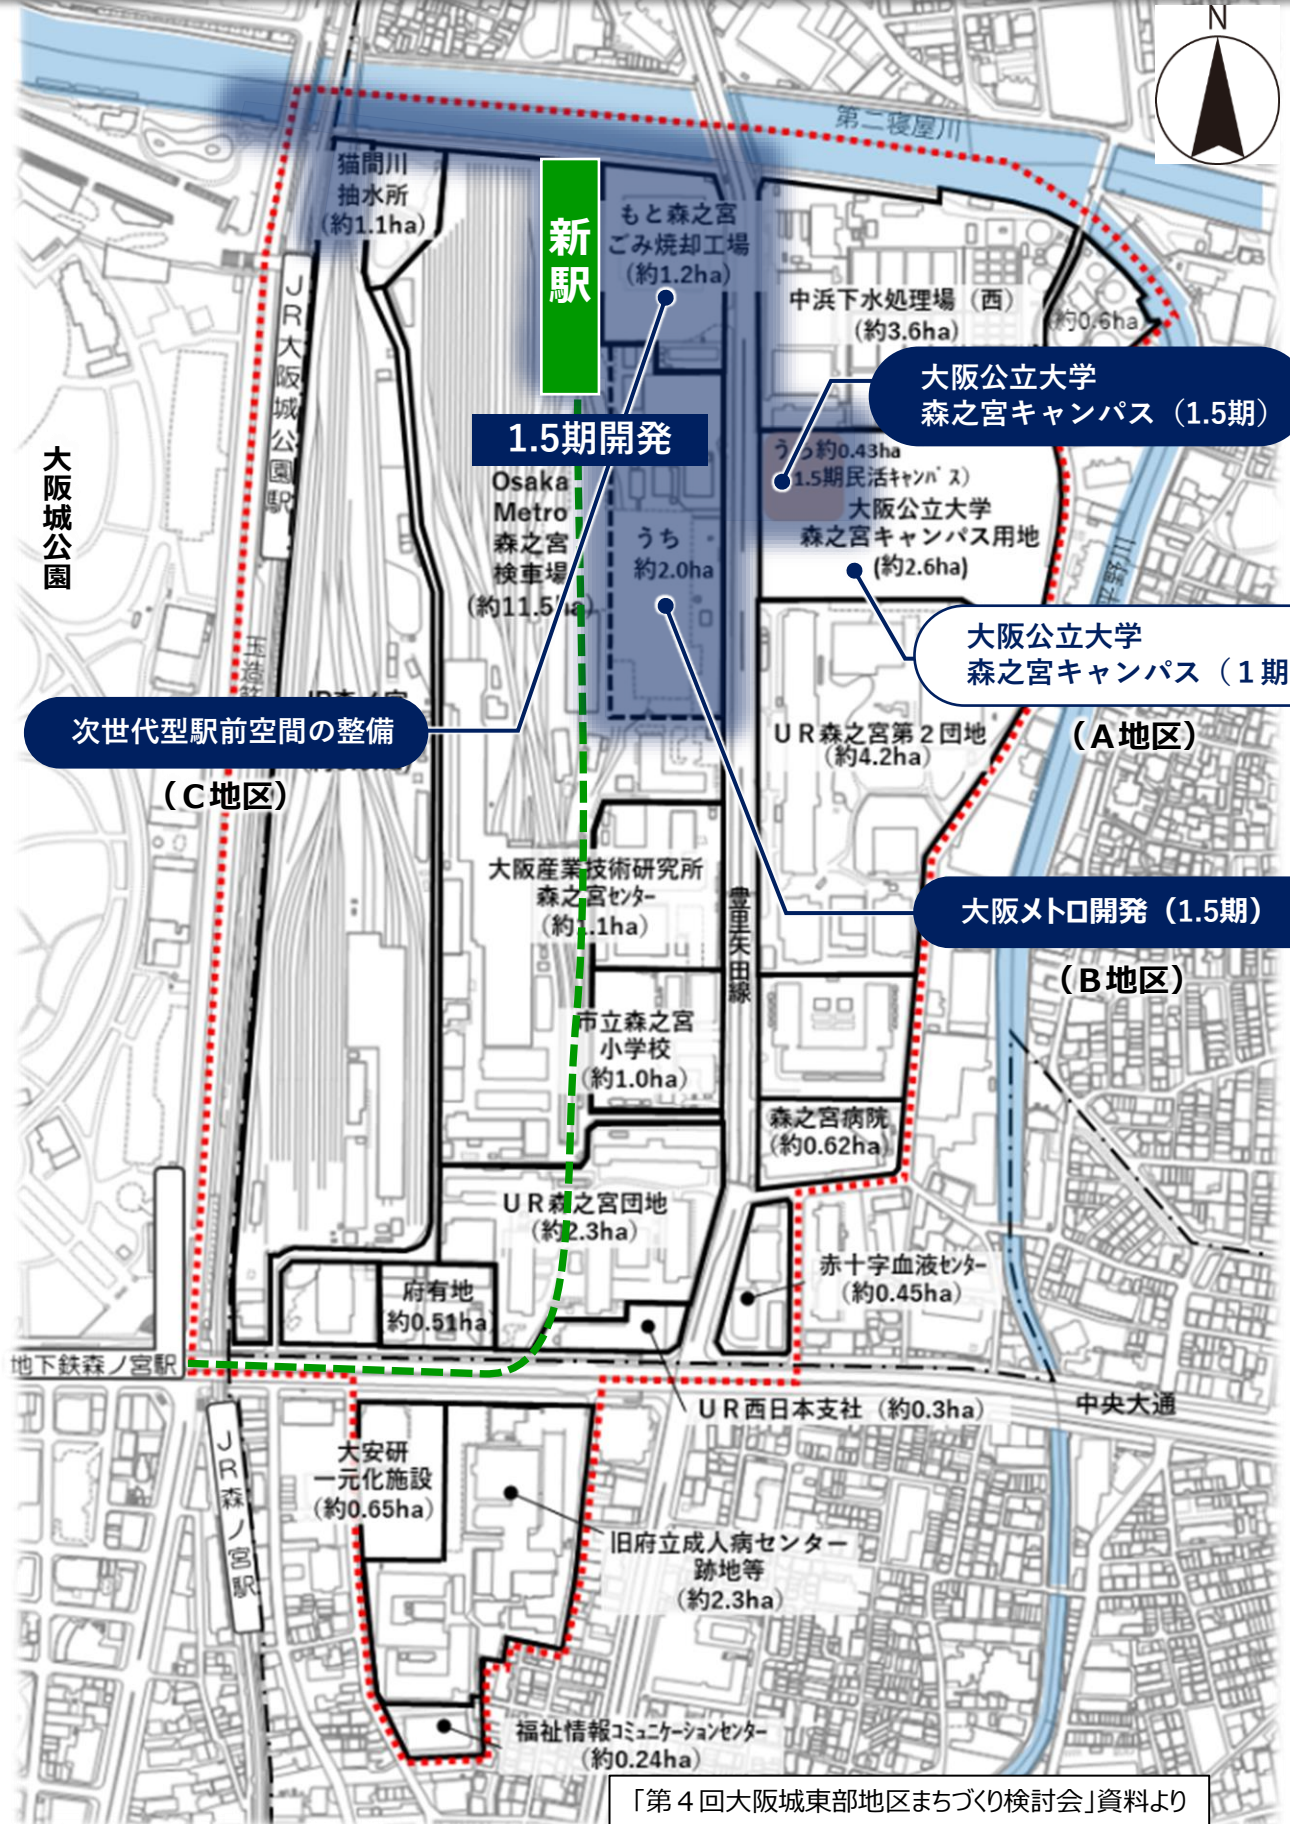 N
第二寝屋川
猫間川
抽水所
(約1.1ha)
新駅
もと森之宮
ごみ焼却工場
(約1.2ha)
中浜下水処理場（西）
(約3.6ha)
約0.6ha
JR大阪城公園駅
大阪公立大学
森之宮キャンパス（1.5期）
1.5期開発
うち約0.43ha
1.5期民活キャンパス）
大阪公立大学
森之宮キャンパス用地
(約2.6ha)
大阪城公園
Osaka
Metro
森之宮
検車場
(約11.5ha)
うち
約2.0ha
大阪公立大学
森之宮キャンパス（１期
（A地区）
玉造筋
次世代型駅前空間の整備
（C地区）
UR森之宮第２団地
(約4.2ha)
大阪産業技術研究所
森之宮センター
(約1.1ha)
豊里矢田線
大阪メトロ開発（1.5期）
（B地区）
市立森之宮
小学校
(約1.0ha)
森之宮病院
(約0.62ha)
UR森之宮団地
(約2.3ha)
赤十字血液センター
(約0.45ha)
府有地
約0.51ha
地下鉄森ノ宮駅
UR西日本支社（約0.3ha）
中央大通
JR森ノ宮駅
大安研
一元化施設
(約0.65ha)
旧府立成人病センター
跡地等
(約2.3ha)
福祉情報コミュニケーションセンター
(約0.24ha)
「第４回大阪城東部地区まちづくり検討会」資料より